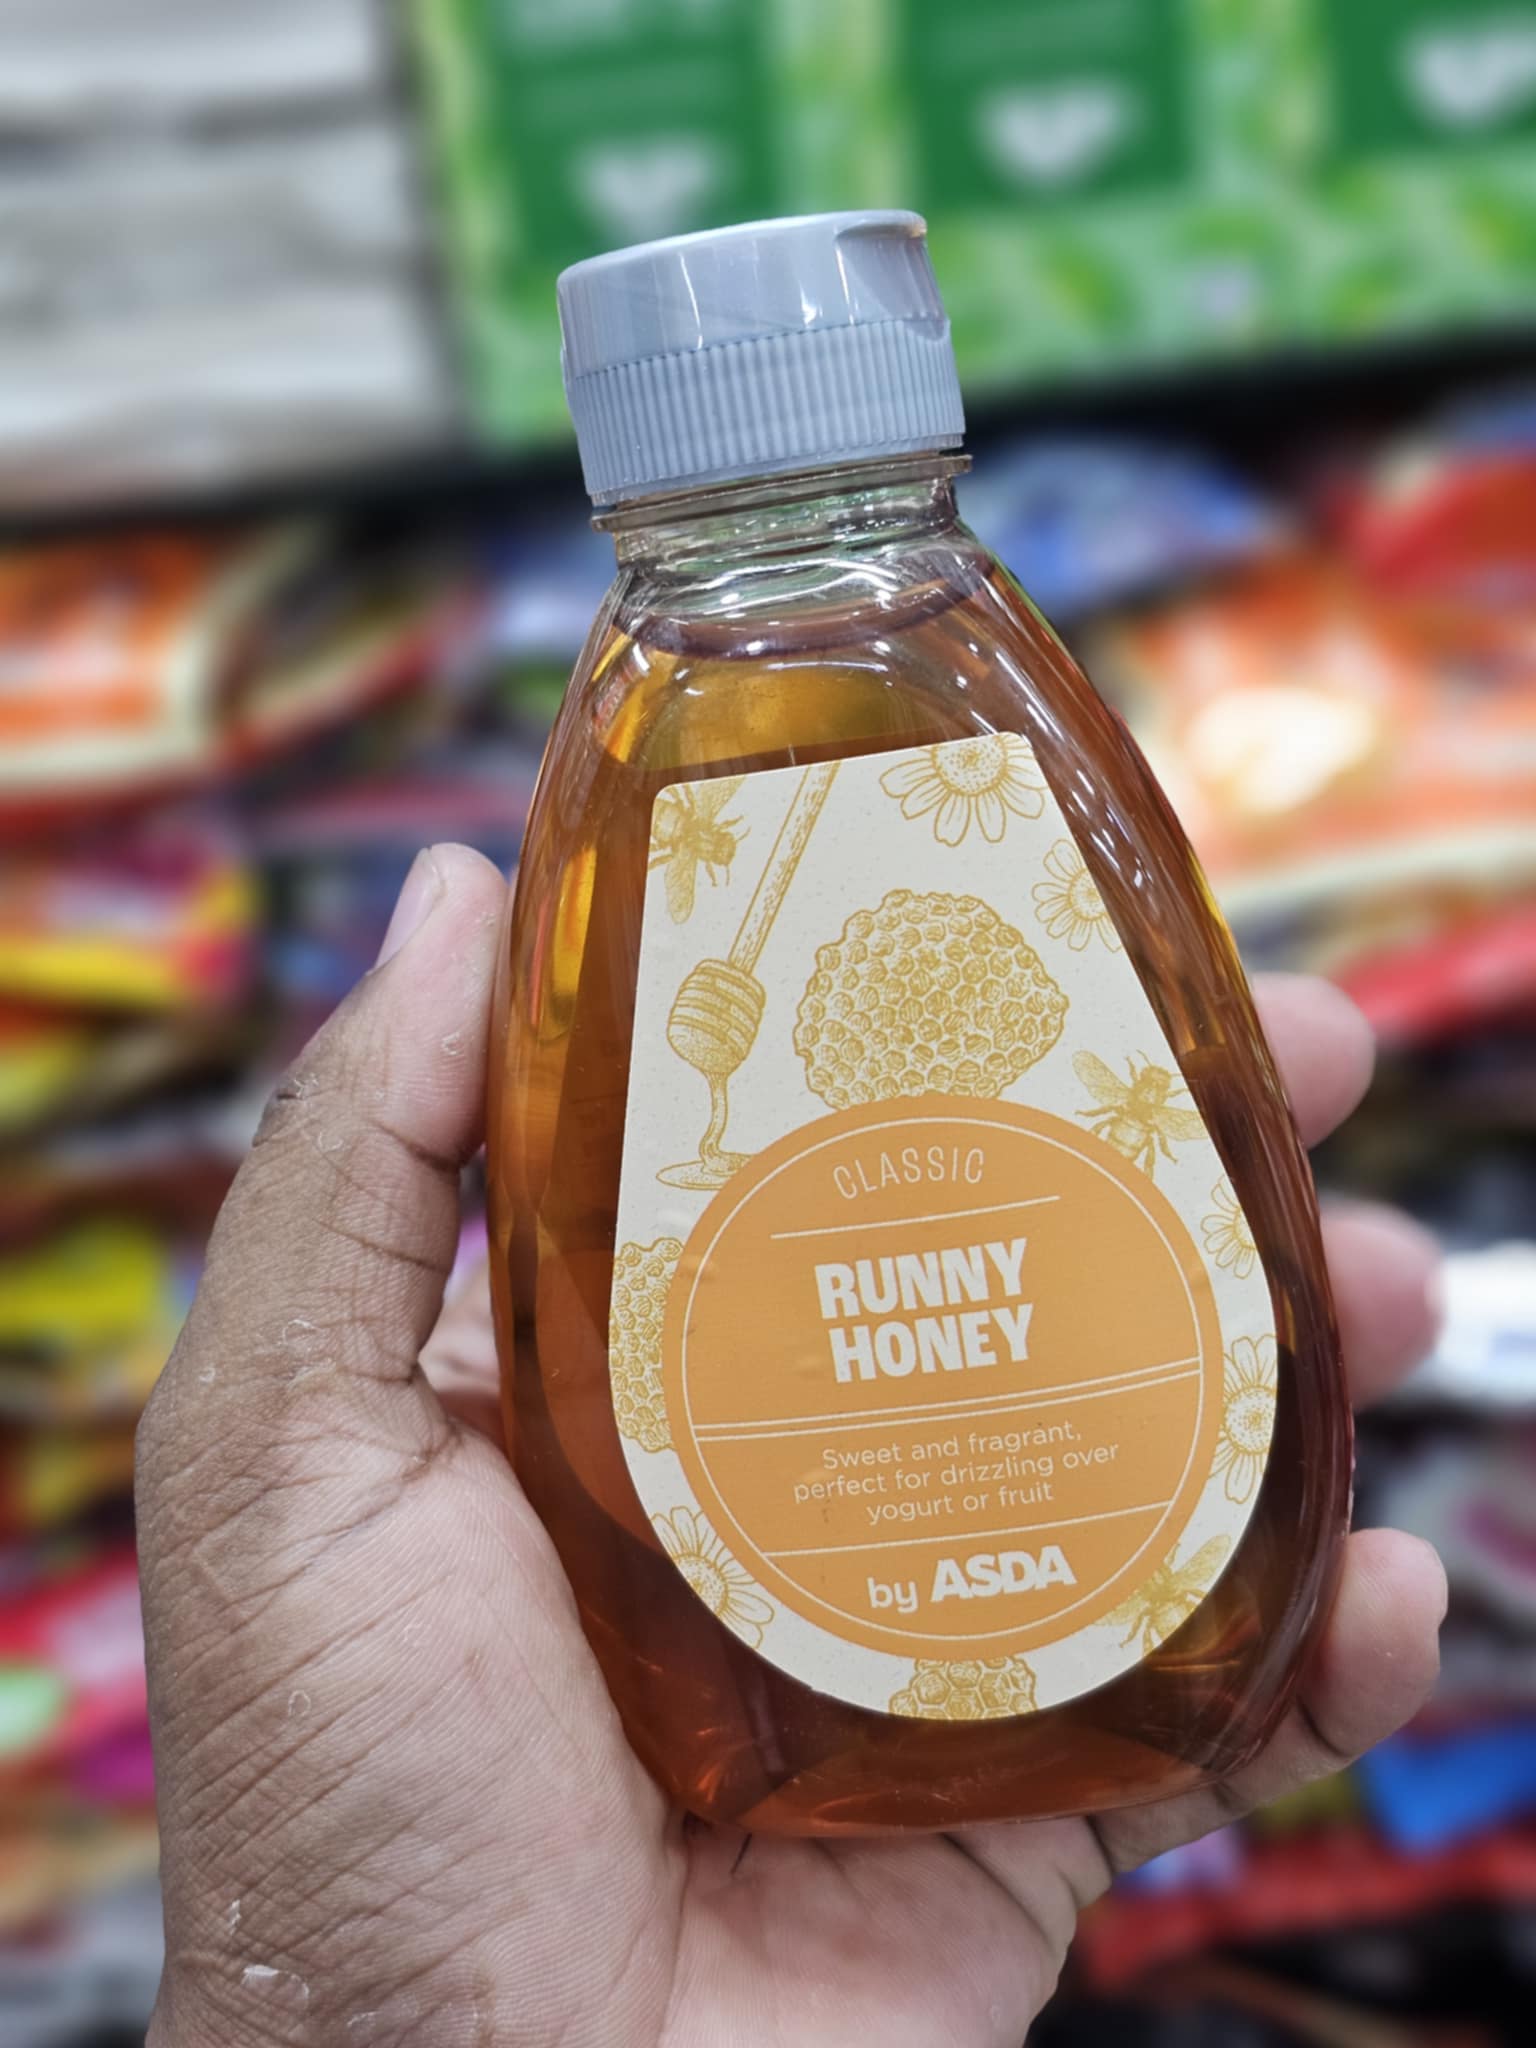 CLASSIC
RUNNY
HONEY
Sweet and fragrant,
perfect for drizzling over
yogurt or fruit
by ASDA